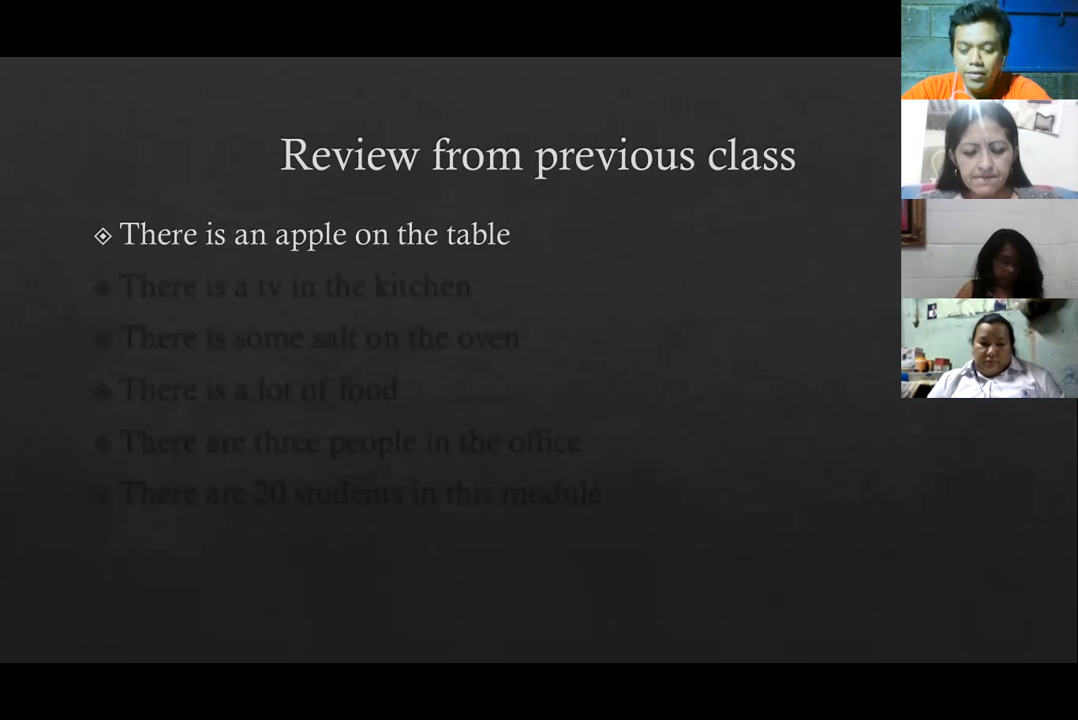 Review from previous class
There is an apple on the table
There is a tv in the kitchen
There is some salt on the oven
There is a lot of food
There are three people in the office
There are 20 students in this module